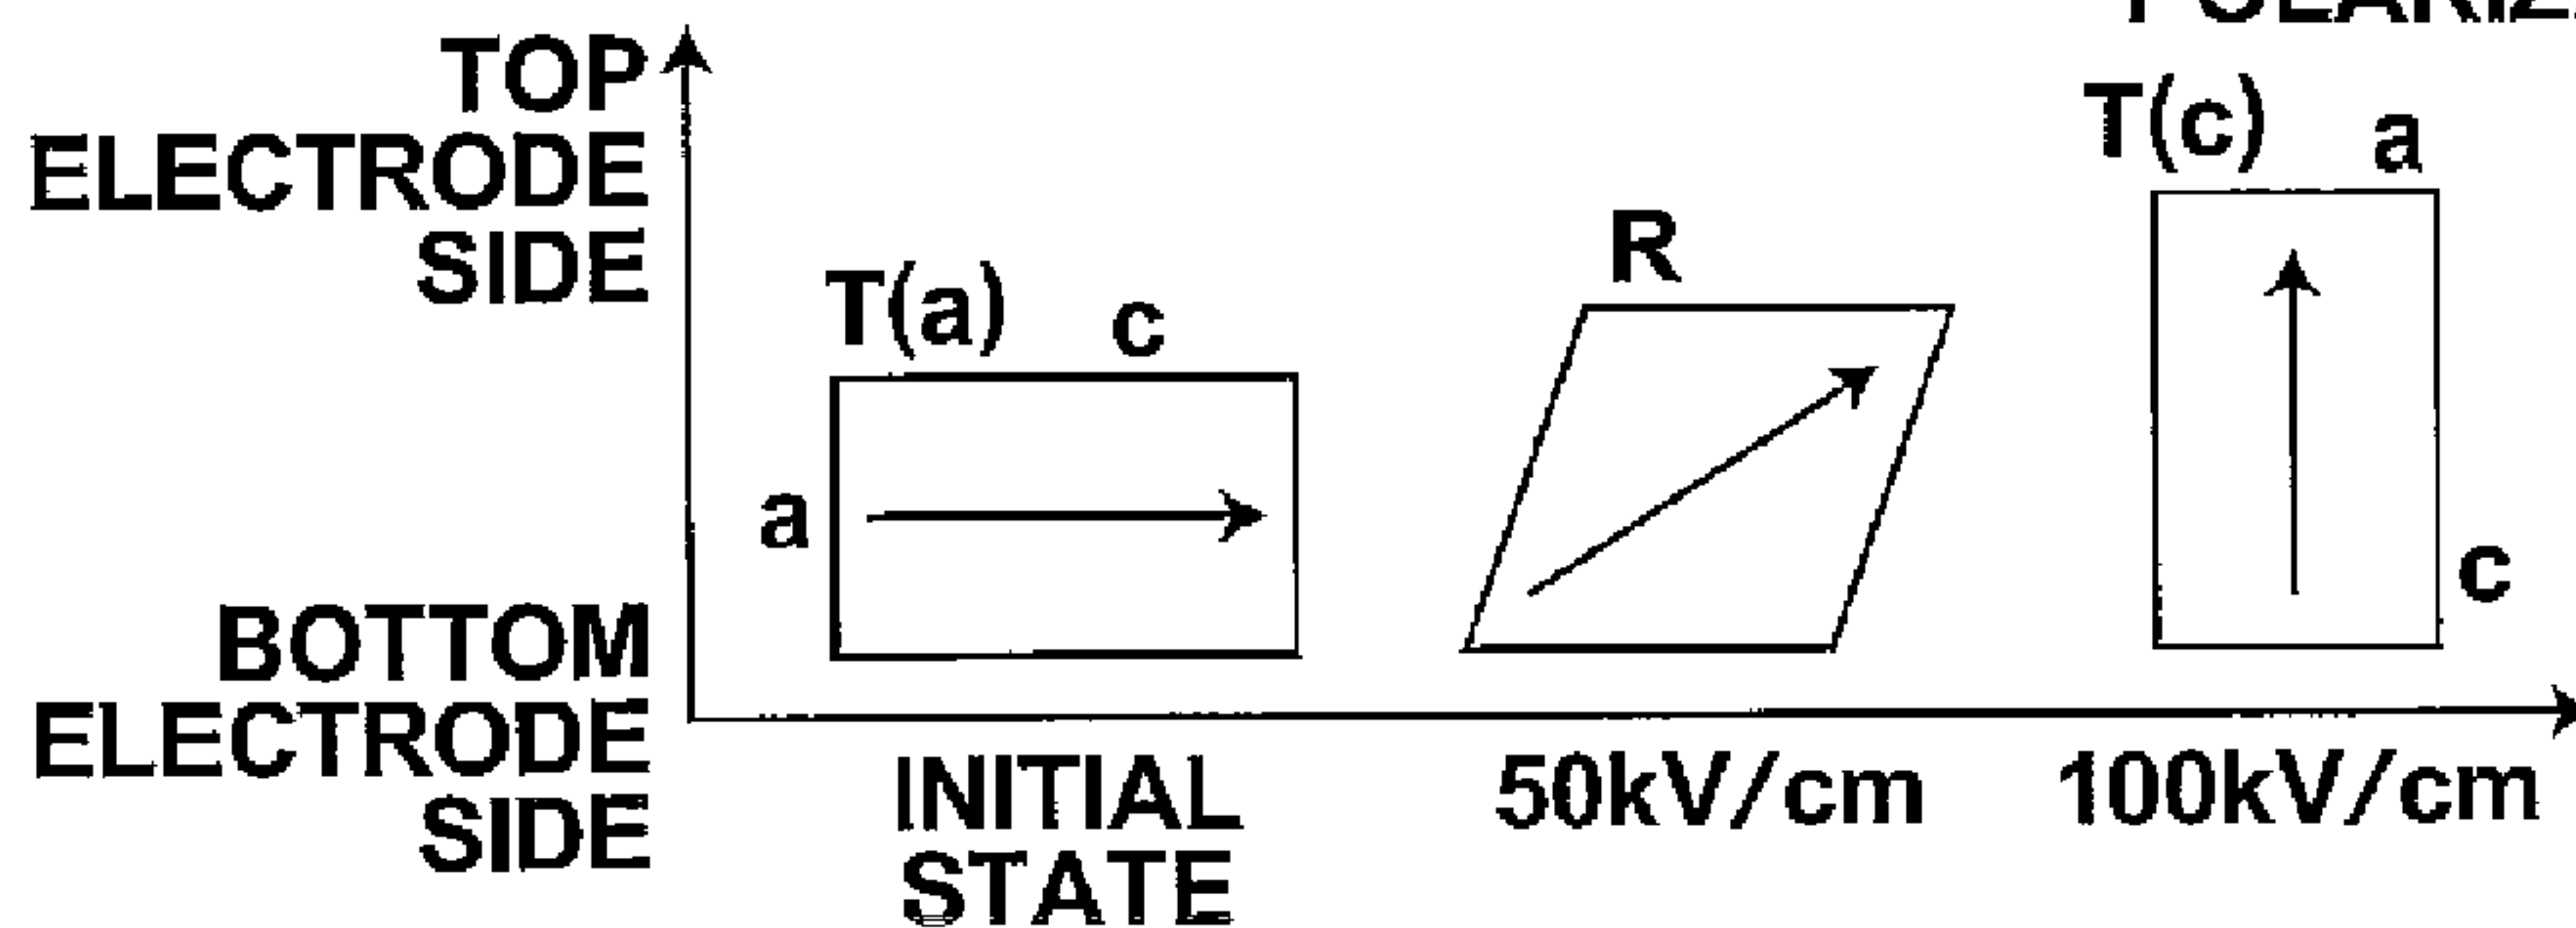 TOP
ELECTRODE
SIDE
T(a)
c
a
R
T(c)
a
c
BOTTOM
ELECTRODE
SIDE
INITIAL
STATE
50kV/cm
100kV/cm